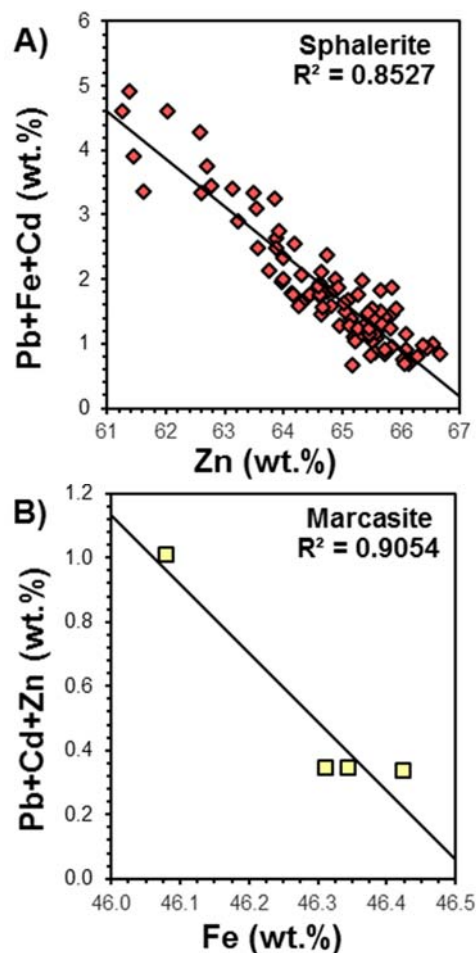 A)
Sphalerite
R² = 0.8527
Pb+Fe+Cd (wt.%)
6
5
4
3
2
1
0
61 62 63 64 65 66 67
Zn (wt.%)
B)
Marcasite
R² = 0.9054
Pb+Cd+Zn (wt.%)
1.2
1.0
0.8
0.6
0.4
0.2
0.0
46.0 46.1 46.2 46.3 46.4 46.5
Fe (wt.%)